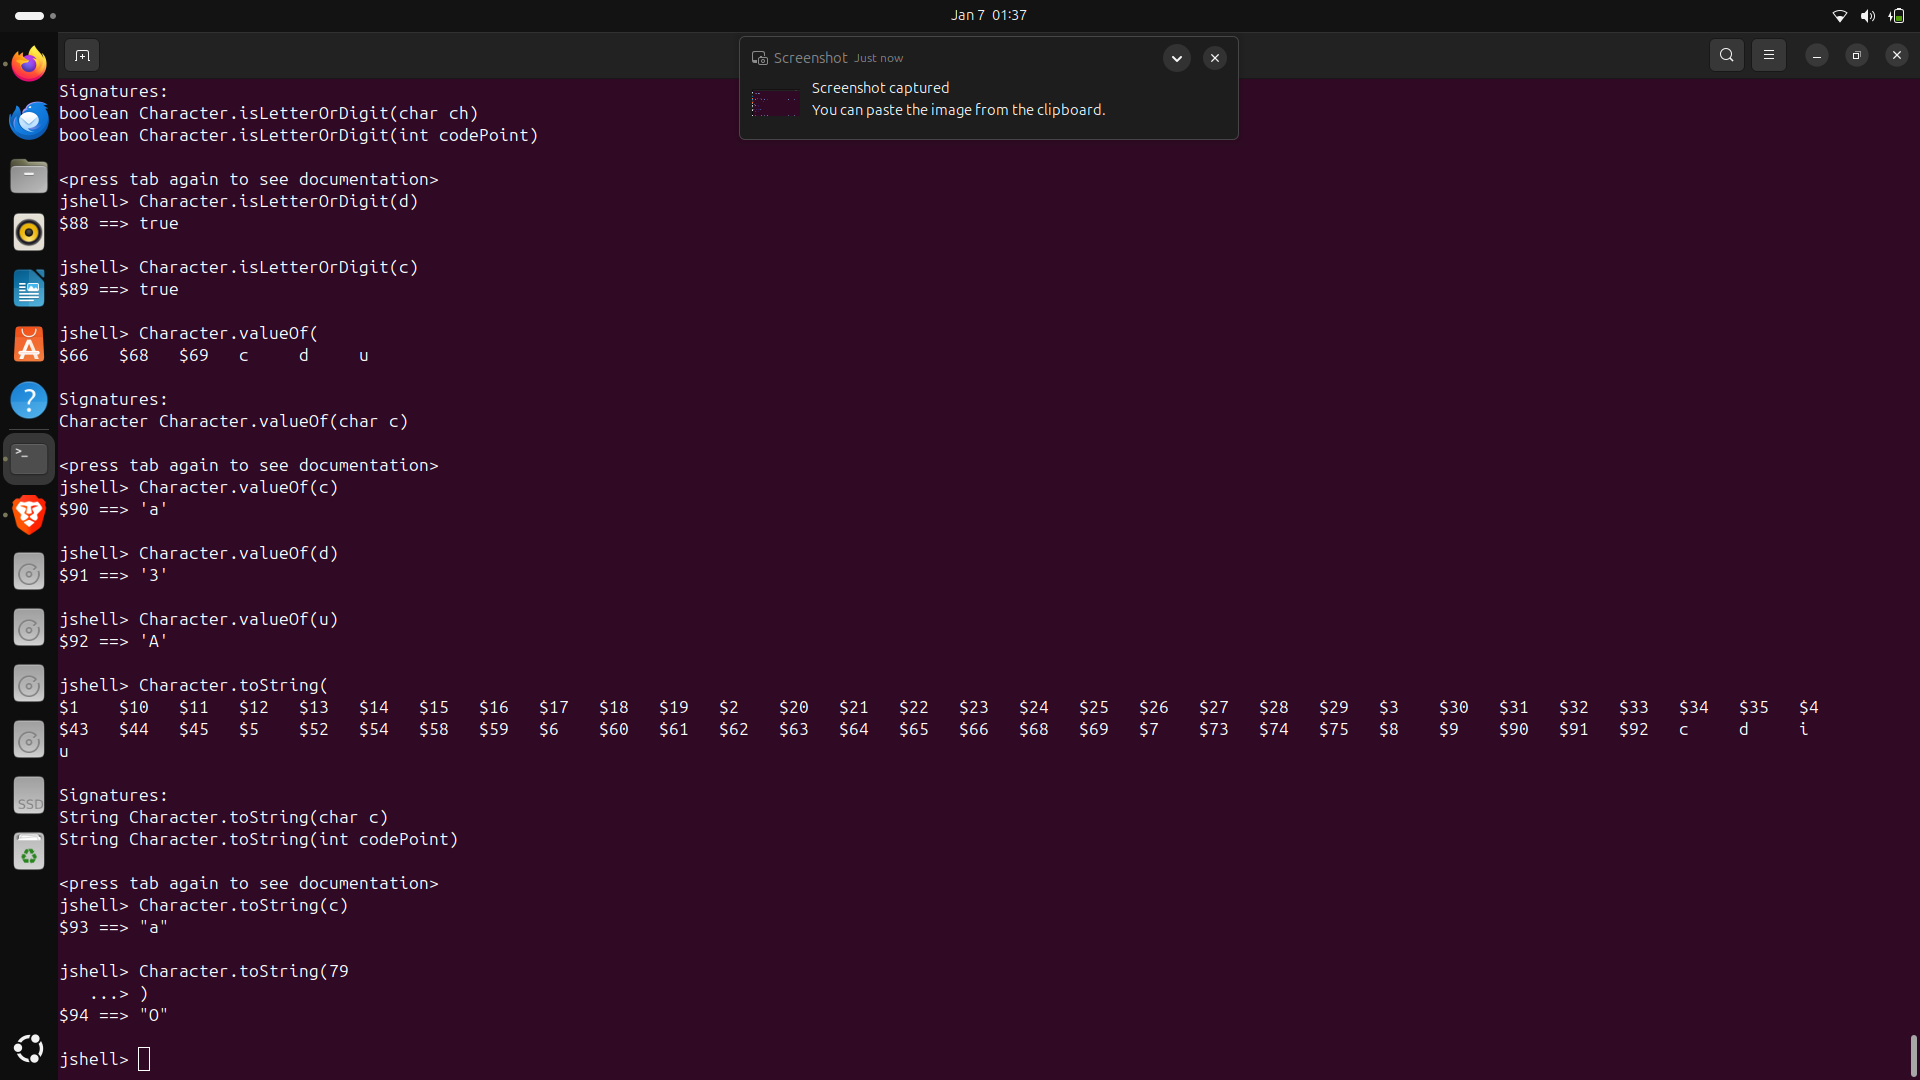 Jan 7 01:37
Screenshot Just now
Screenshot captured
You can paste the image from the clipboard.
Signatures:
boolean Character.isLetterOrDigit(char ch)
boolean Character.isLetterOrDigit(int codePoint)
<press tab again to see documentation>
jshell> Character.isLetterOrDigit(d)
$88 ==> true
jshell> Character.isLetterOrDigit(c)
$89 ==> true
jshell> Character.valueOf(
$66 $68 $69 c d u
Signatures:
Character Character.valueOf(char c)
<press tab again to see documentation>
jshell> Character.valueOf(c)
$90 ==> 'a'
jshell> Character.valueOf(d)
$91 ==> '3'
jshell> Character.valueOf(u)
$92 ==> 'A'
jshell> Character.toString(
$1 $10 $11 $12 $13 $14 $15 $16 $17 $18 $19 $2 $20 $21 $22 $23 $24 $25 $26 $27 $28 $29 $3 $30 $31 $32 $33 $34 $35 $4
$43 $44 $45 $5 $52 $54 $58 $59 $6 $60 $61 $62 $63 $64 $65 $66 $68 $69 $7 $73 $74 $75 $8 $9 $90 $91 $92 c d i
u
Signatures:
String Character.toString(char c)
String Character.toString(int codePoint)
<press tab again to see documentation>
jshell> Character.toString(c)
$93 ==> "a"
jshell> Character.toString(79
...> )
$94 ==> "O"
jshell>
SSD